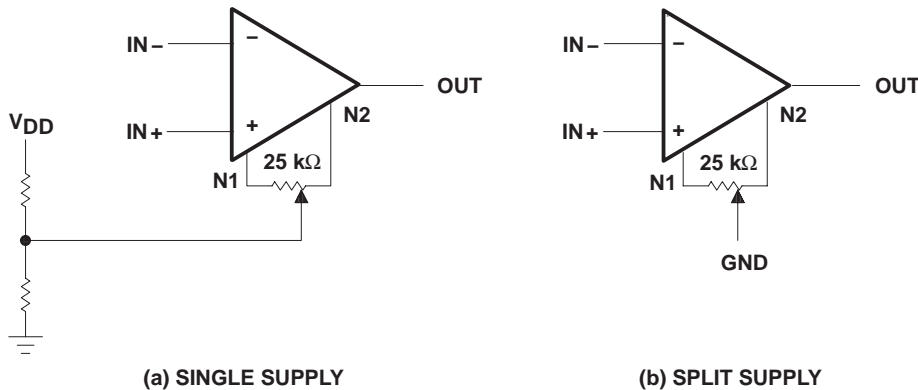 IN−
IN+
−
+
OUT
N2
N1
25 kΩ
VDD
(a) SINGLE SUPPLY
IN−
IN+
−
+
OUT
N2
N1
25 kΩ
GND
(b) SPLIT SUPPLY